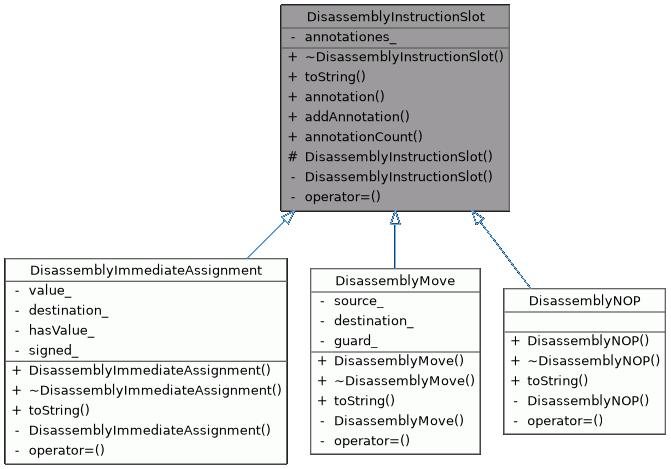 DisassemblyInstructionSlot
- annotationes_
+ ~DisassemblyInstructionSlot()
+ toString()
+ annotation()
+ addAnnotation()
+ annotationCount()
# DisassemblyInstructionSlot()
- DisassemblyInstructionSlot()
- operator=()
DisassemblyImmediateAssignment
- value_
- destination_
- hasValue_
- signed_
+ DisassemblyImmediateAssignment()
+ ~DisassemblyImmediateAssignment()
+ toString()
- DisassemblyImmediateAssignment()
- operator=()
DisassemblyMove
- source_
- destination_
- guard_
+ DisassemblyMove()
+ ~DisassemblyMove()
+ toString()
- DisassemblyMove()
- operator=()
DisassemblyNOP
+ DisassemblyNOP()
+ ~DisassemblyNOP()
+ toString()
- DisassemblyNOP()
- operator=()